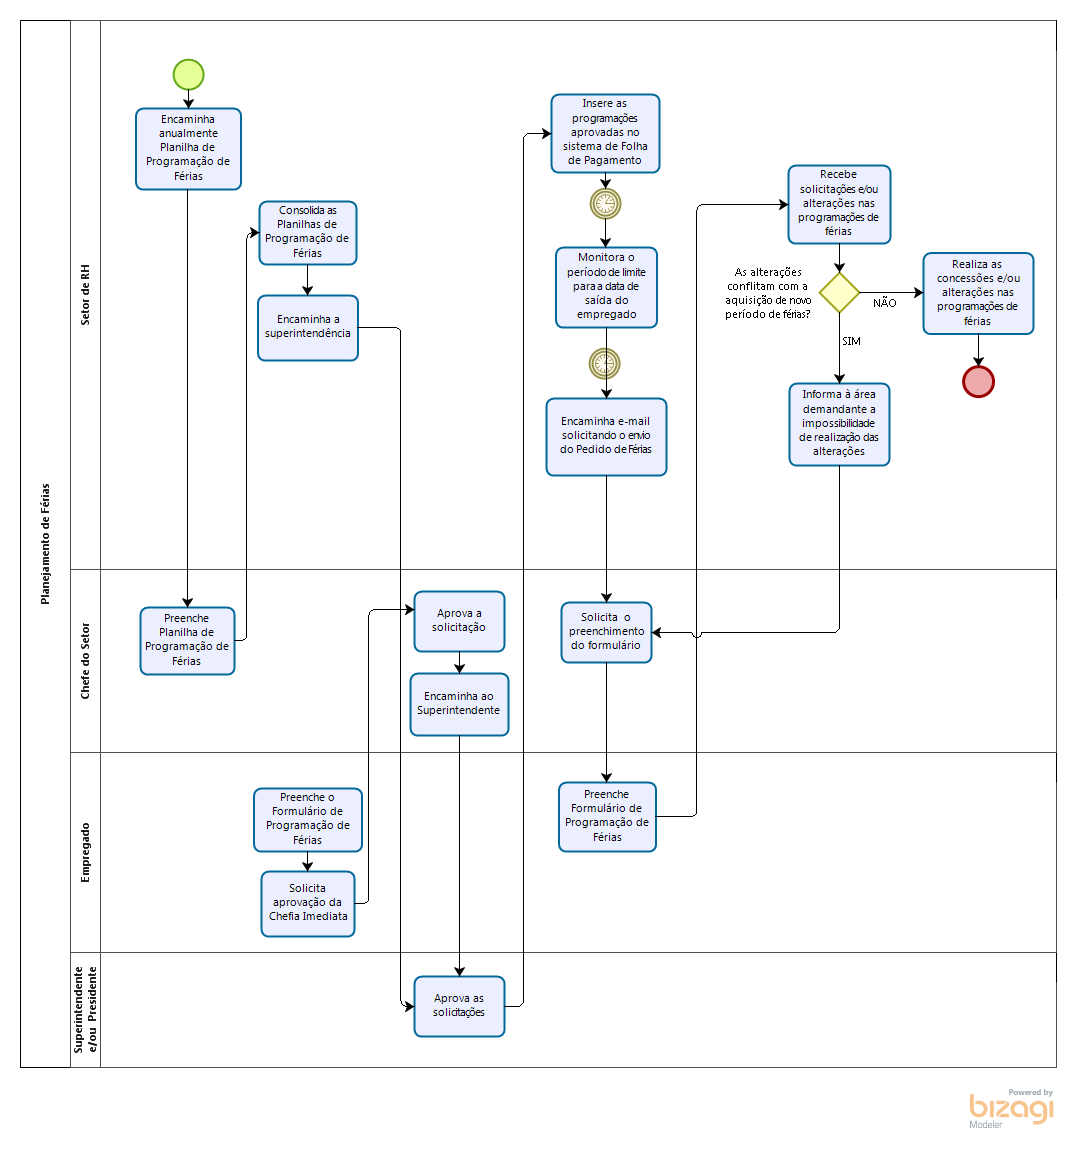 Planejamento de Férias
Setor de RH
Encaminha
anualmente
Planilha de
Programação de
Férias
Consolida as
Planilhas de
Programação de
Férias
Encaminha a
superintendência
Insere as
programações
aprovadas no
sistema de Folha
de Pagamento
Monitora o
período de limite
para a data de
saída do
empregado
Encaminha e-mail
solicitando o envio
do Pedido de Férias
Recebe
solicitações e/ou
alterações nas
programações de
férias
As alterações
conflitam com a
aquisição de novo
período de férias?
NÃO
SIM
Realiza as
concessões e/ou
alterações nas
programações de
férias
Informa à área
demandante a
impossibilidade
de realização das
alterações
Chefe do Setor
Preenche
Planilha de
Programação de
Férias
Aprova a
solicitação
Encaminha ao
Superintendente
Solicita o
preenchimento
do formulário
Empregado
Preenche o
Formulário de
Programação de
Férias
Solicita
aprovação da
Chefia Imediata
Preenche
Formulário de
Programação de
Férias
Superintendente
e/ou Presidente
Aprova as
solicitações
Powered by
bizagi
Modeler